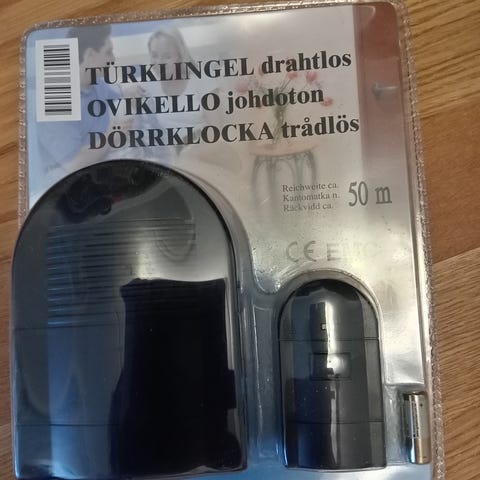 TÜRKLINGEL drahtlos
OVIKELLO johdoton
DÖRRKLOCKA trådlös
Reichweite ca.
Kantomatka n. 50 m
Räckvidd ca.
CE EMC